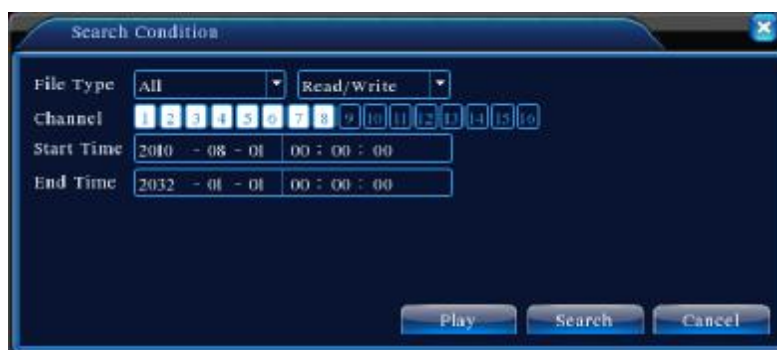 Search Condition
File Type All Read/Write
Channel 1 2 3 4 5 6 7 8 9 10 11 12 13 14 15 16
Start Time 2010 - 08 - 01 00 : 00 : 00
End Time 2032 - 01 - 01 00 : 00 : 00
Play Search Cancel